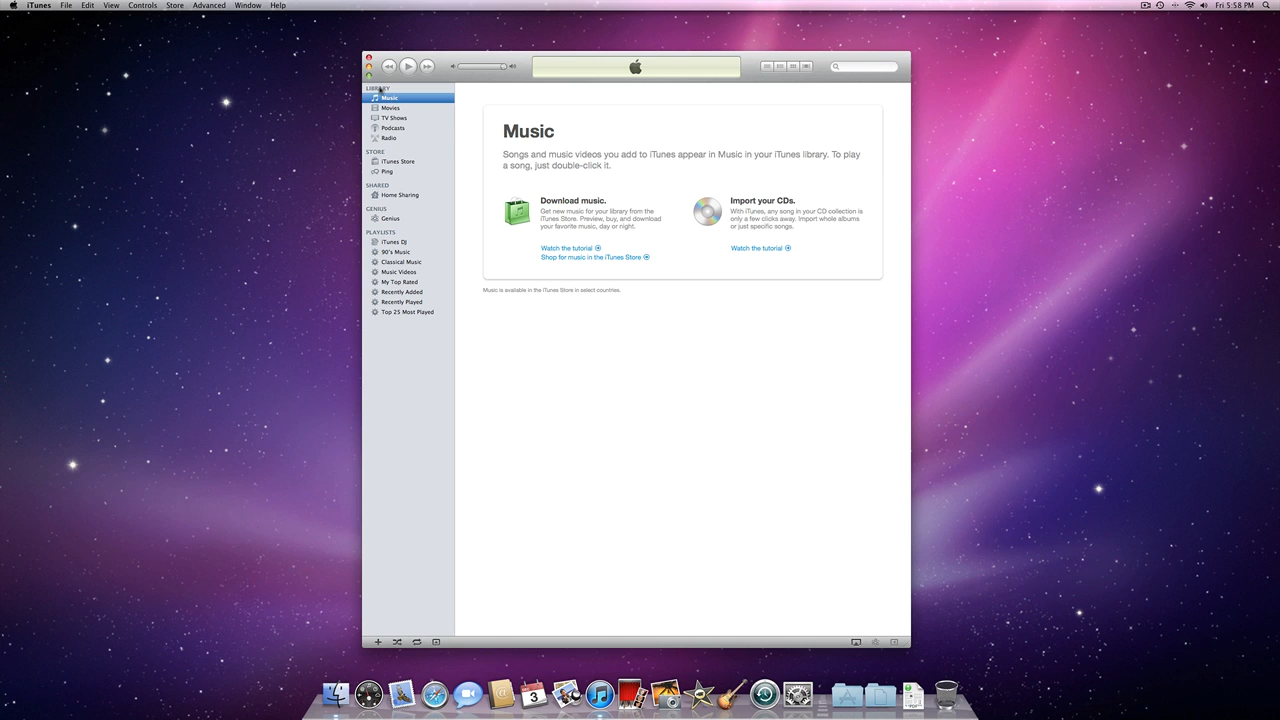 iTunes File Edit View Controls Store Advanced Window Help
Fri 5:58 PM
LIBRARY
Music
Movies
TV Shows
Podcasts
Radio
STORE
iTunes Store
Ping
SHARED
Home Sharing
GENIUS
Genius
PLAYLISTS
iTunes DJ
90's Music
Classical Music
Music Videos
My Top Rated
Recently Added
Recently Played
Top 25 Most Played
Music
Songs and music videos you add to iTunes appear in Music in your iTunes library. To play
a song, just double-click it.
Download music.
Get new music for your library from the
iTunes Store. Preview, buy, and download
your favorite music, day or night.
Watch the tutorial
Shop for music in the iTunes Store
Import your CDs.
With iTunes, any song in your CD collection is
only a few clicks away. Import whole albums
or just specific songs.
Watch the tutorial
Music is available in the iTunes Store in select countries.
3